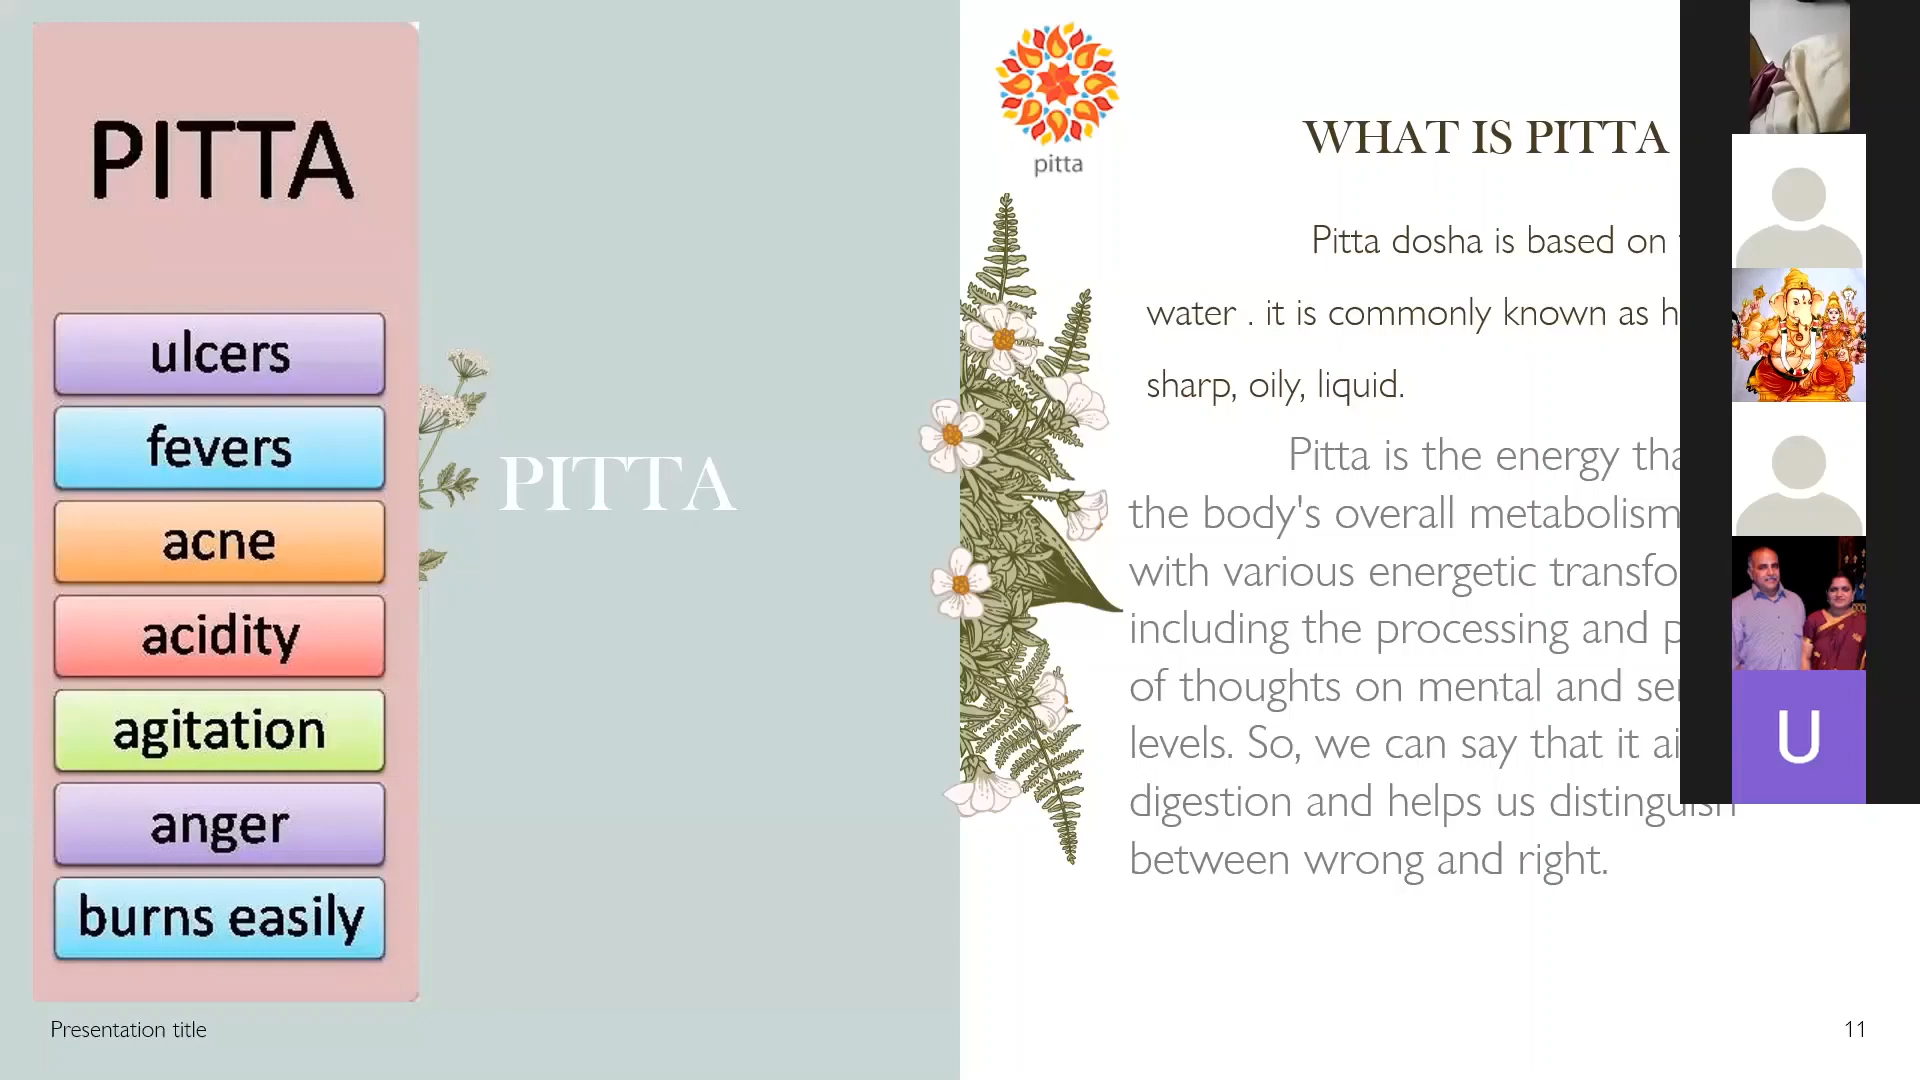 PITTA
ulcers
fevers
acne
acidity
agitation
anger
burns easily
PITTA
pitta
WHAT IS PITTA
Pitta dosha is based on
water . it is commonly known as
sharp, oily, liquid.
Pitta is the energy
the body's overall metabolism
with various energetic
including the processing and
of thoughts on mental and
levels. So, we can say that it
digestion and helps us distinguish
between wrong and right.
U
Presentation title
11